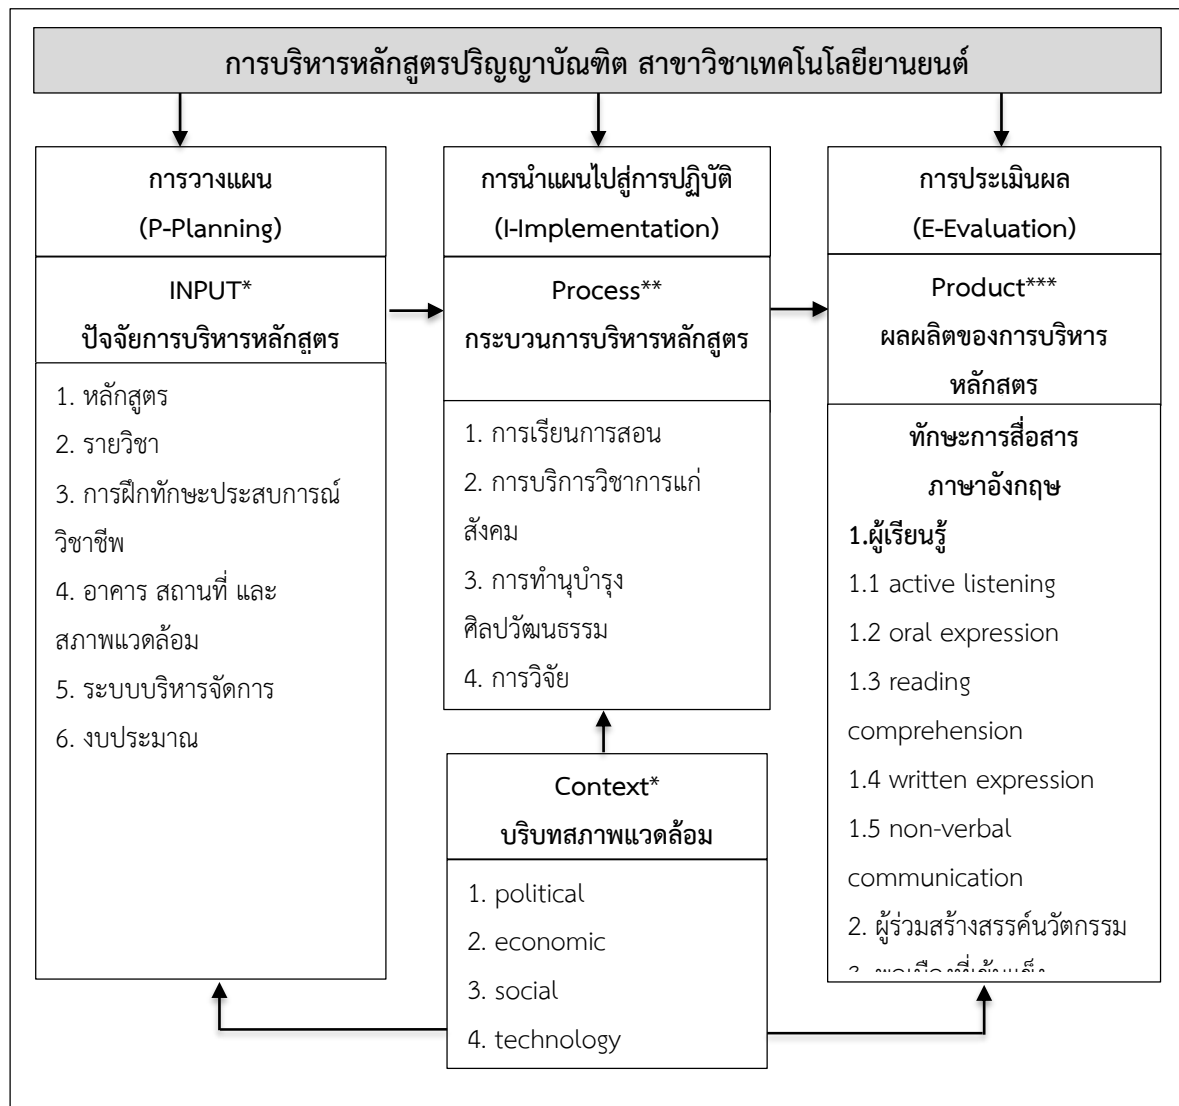 การบริหารหลักสูตรปริญญาบัณฑิต สาขาวิชาเทคโนโลยียานยนต์
การวางแผน
(P-Planning)
INPUT*
ปัจจัยการบริหารหลักสูตร
1. หลักสูตร
2. รายวิชา
3. การฝึกทักษะประสบการณ์
วิชาชีพ
4. อาคาร สถานที่ และ
สภาพแวดล้อม
5. ระบบบริหารจัดการ
6. งบประมาณ
การนำแผนไปสู่การปฏิบัติ
(I-Implementation)
Process**
กระบวนการบริหารหลักสูตร
1. การเรียนการสอน
2. การบริการวิชาการแก่
สังคม
3. การทำนุบำรุง
ศิลปวัฒนธรรม
4. การวิจัย
Context*
บริบทสภาพแวดล้อม
1. political
2. economic
3. social
4. technology
การประเมินผล
(E-Evaluation)
Product***
ผลผลิตของการบริหาร
หลักสตร
ทักษะการสื่อสาร
ภาษาอังกฤษ
1.ผู้เรียนรู้
1.1 active listening
1.2 oral expression
1.3 reading
comprehension
1.4 written expression
1.5 non-verbal
communication
2. ผู้ร่วมสร้างสรรค์นวัตกรรม